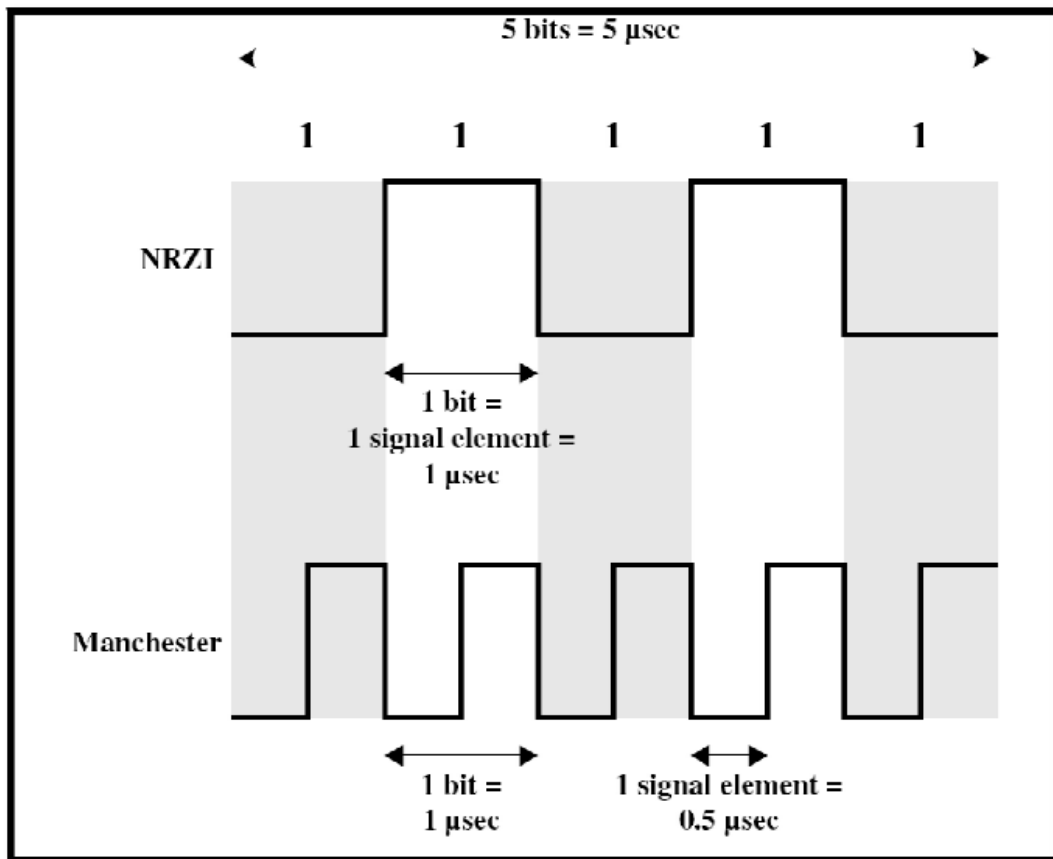 5 bits = 5 µsec
1 1 1 1 1
NRZI
1 bit =
1 signal element =
1 µsec
Manchester
1 bit =
1 µsec
1 signal element =
0.5 µsec